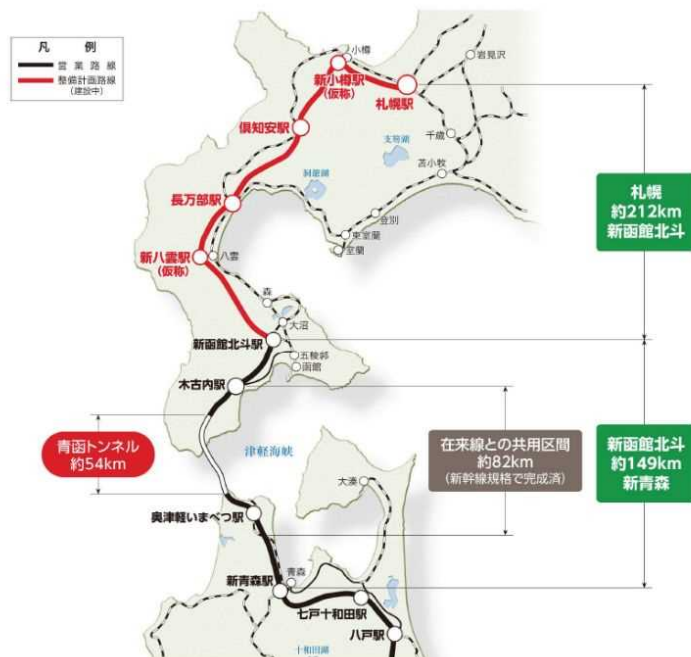 凡 例
営業路線
整備計画路線
(建設中)
小樽
岩見沢
新小樽駅
(仮称)
札幌駅
倶知安駅
千歳
支笏湖
苫小牧
洞爺湖
長万部駅
登別
東室蘭
室蘭
札幌
約212km
新函館北斗
新八雲駅
(仮称)
八雲
森
大沼
新函館北斗駅
五稜郭
函館
木古内駅
青函トンネル
約54km
津軽海峡
在来線との共用区間
約82km
(新幹線規格で完成済)
新函館北斗
約149km
新青森
大湊
奥津軽いまべつ駅
青森
新青森駅
七戸十和田駅
八戸駅
十和田湖